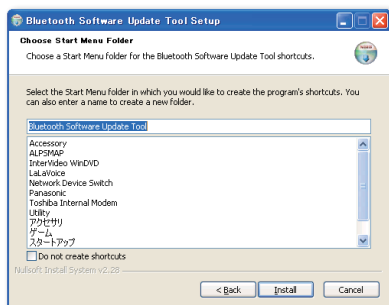 Bluetooth Software Update Tool Setup
Choose Start Menu Folder
Choose a Start Menu folder for the Bluetooth Software Update Tool shortcuts.
Select the Start Menu folder in which you would like to create the program's shortcuts. You
can also enter a name to create a new folder.
Bluetooth Software Update Tool
Accessory
ALPSMAP
InterVideo WinDVD
LaLaVoice
Network Device Switch
Panasonic
Toshiba Internal Modem
Utility
アクセサリ
ゲーム
スタートアップ
Do not create shortcuts
Nullsoft Install System v2.28
< Back
Install
Cancel